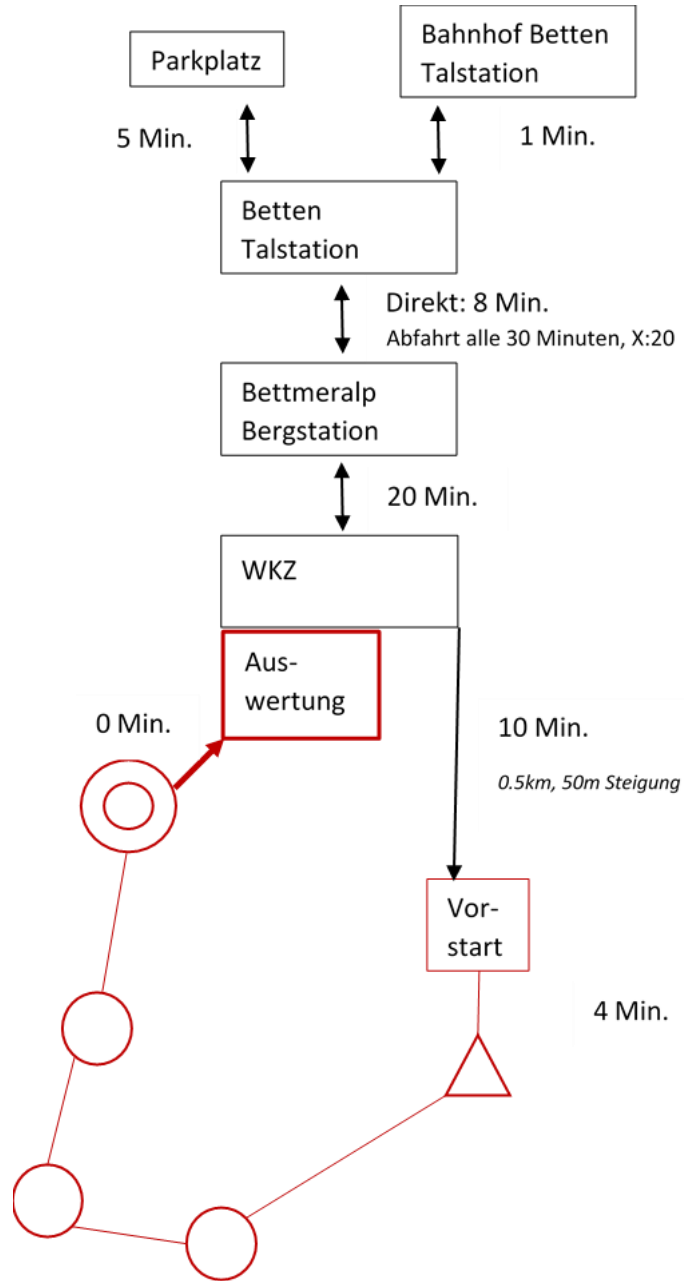 Parkplatz
Bahnhof Betten
Talstation
5 Min.
1 Min.
Betten
Talstation
Direkt: 8 Min.
Abfahrt alle 30 Minuten, X:20
Bettmeralp
Bergstation
20 Min.
WKZ
Aus-
wertung
0 Min.
10 Min.
0.5km, 50m Steigung
Vor-
start
4 Min.